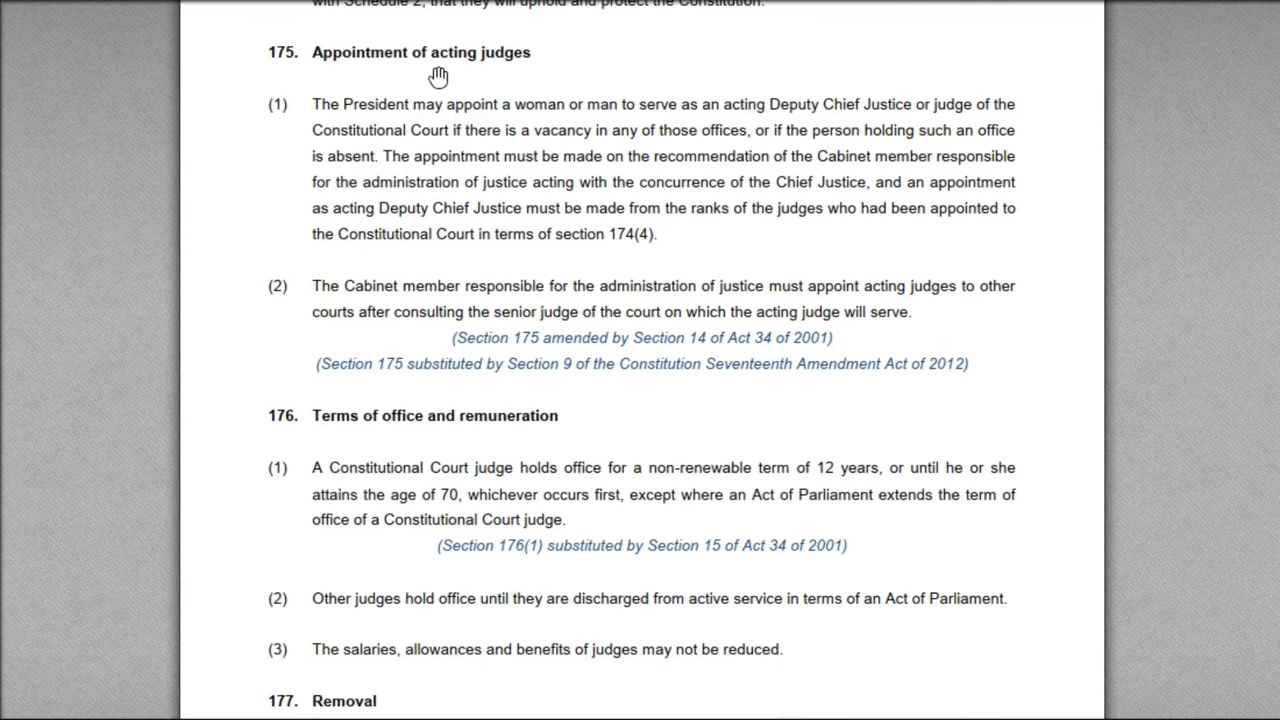 with Schedule 2, that they will uphold and protect the Constitution.
175. Appointment of acting judges
(1) The President may appoint a woman or man to serve as an acting Deputy Chief Justice or judge of the
Constitutional Court if there is a vacancy in any of those offices, or if the person holding such an office
is absent. The appointment must be made on the recommendation of the Cabinet member responsible
for the administration of justice acting with the concurrence of the Chief Justice, and an appointment
as acting Deputy Chief Justice must be made from the ranks of the judges who had been appointed to
the Constitutional Court in terms of section 174(4).
(2) The Cabinet member responsible for the administration of justice must appoint acting judges to other
courts after consulting the senior judge of the court on which the acting judge will serve.
(Section 175 amended by Section 14 of Act 34 of 2001)
(Section 175 substituted by Section 9 of the Constitution Seventeenth Amendment Act of 2012)
176. Terms of office and remuneration
(1) A Constitutional Court judge holds office for a non-renewable term of 12 years, or until he or she
attains the age of 70, whichever occurs first, except where an Act of Parliament extends the term of
office of a Constitutional Court judge.
(Section 176(1) substituted by Section 15 of Act 34 of 2001)
(2) Other judges hold office until they are discharged from active service in terms of an Act of Parliament.
(3) The salaries, allowances and benefits of judges may not be reduced.
177. Removal